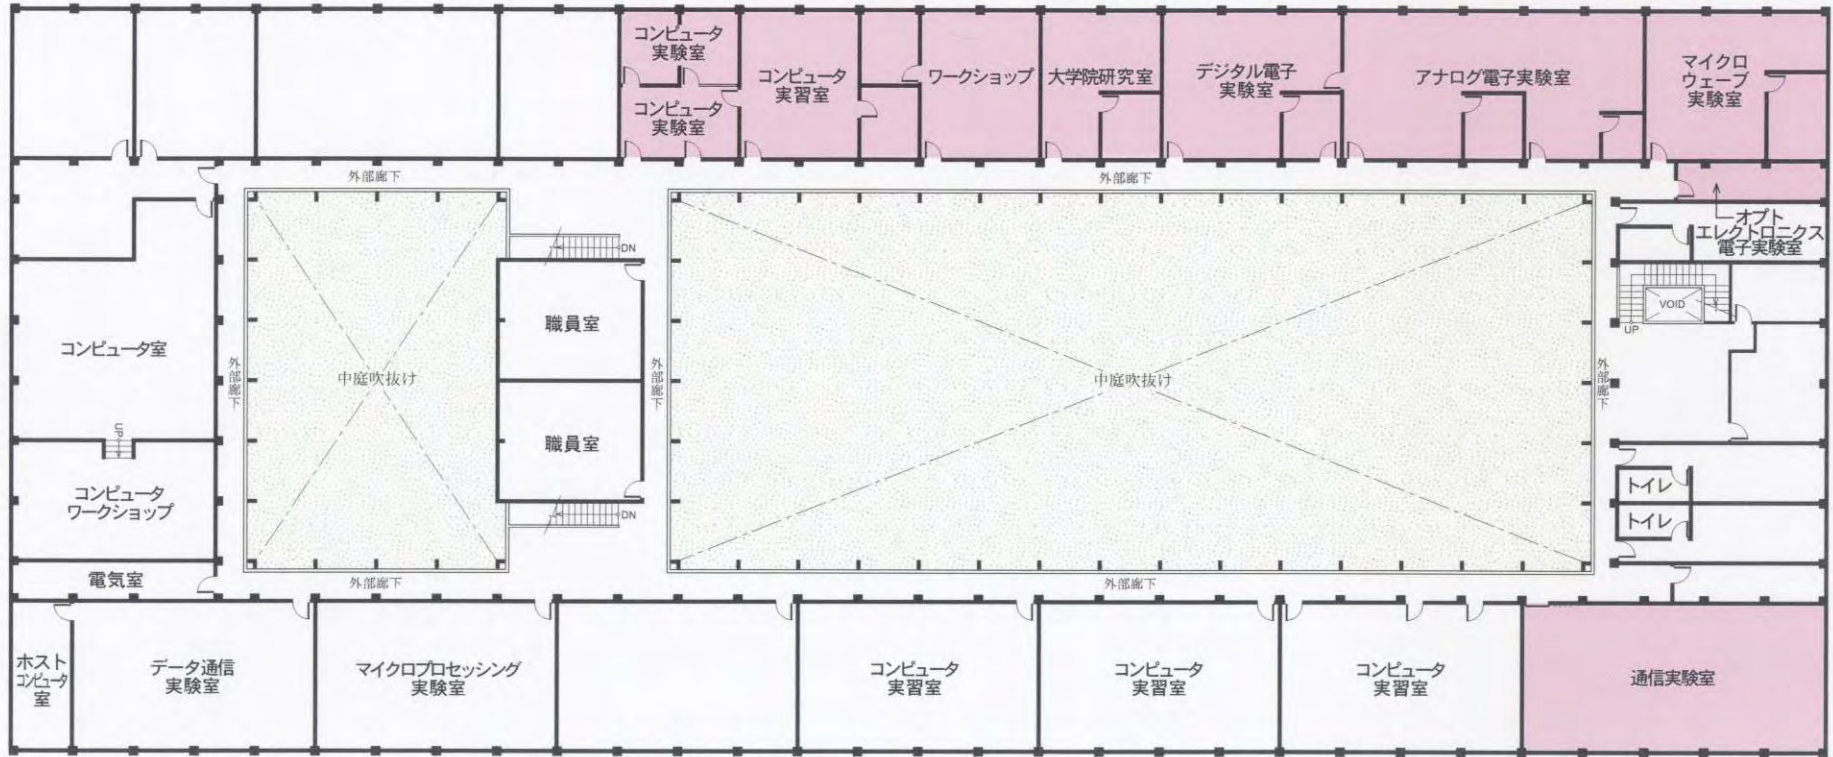 コンピュータ
実験室
コンピュータ
実験室
コンピュータ
実習室
ワークショップ
大学院研究室
デジタル電子
実験室
アナログ電子実験室
マイクロ
ウェーブ
実験室
外部廊下
外部廊下
オプト
エレクトロニクス
電子実験室
DN
職員室
VOID
UP
コンピュータ室
外部廊下
中庭吹抜け
外部廊下
中庭吹抜け
外部廊下
UP
職員室
コンピュータ
ワークショップ
トイレ
DN
トイレ
電気室
外部廊下
外部廊下
ホスト
コンピュータ
室
データ通信
実験室
マイクロプロセッシング
実験室
コンピュータ
実習室
コンピュータ
実習室
コンピュータ
実習室
通信実験室